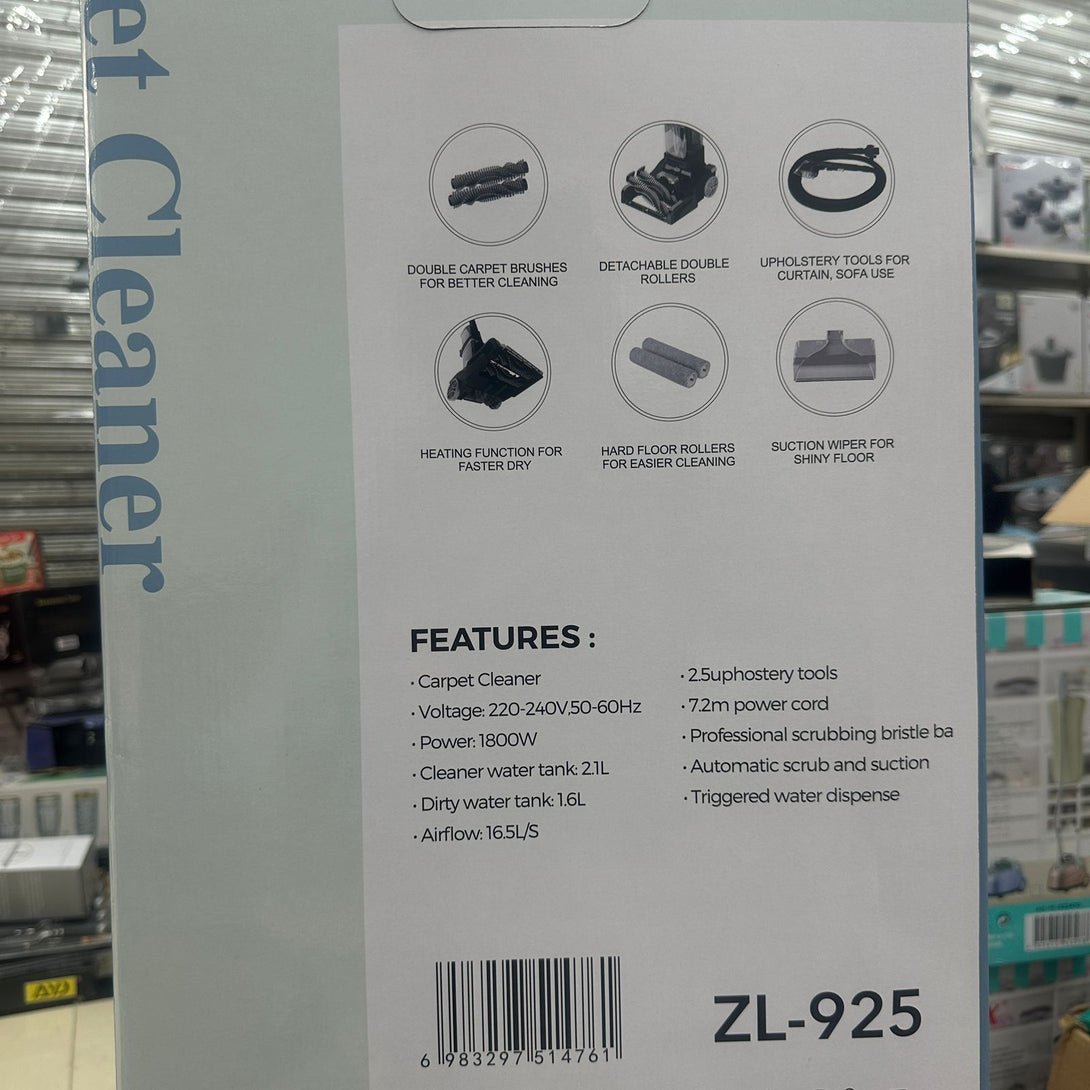 et Cleaner
DOUBLE CARPET BRUSHES
FOR BETTER CLEANING
DETACHABLE DOUBLE
ROLLERS
UPHOLSTERY TOOLS FOR
CURTAIN, SOFA USE
HEATING FUNCTION FOR
FASTER DRY
HARD FLOOR ROLLERS
FOR EASIER CLEANING
SUCTION WIPER FOR
SHINY FLOOR
FEATURES :
· Carpet Cleaner
· Voltage: 220-240V,50-60Hz
· Power: 1800W
· Cleaner water tank: 2.1L
· Dirty water tank: 1.6L
· Airflow: 16.5L/S
· 2.5uphostery tools
· 7.2m power cord
· Professional scrubbing bristle ba
· Automatic scrub and suction
· Triggered water dispense
6 983297 514761
ZL-925